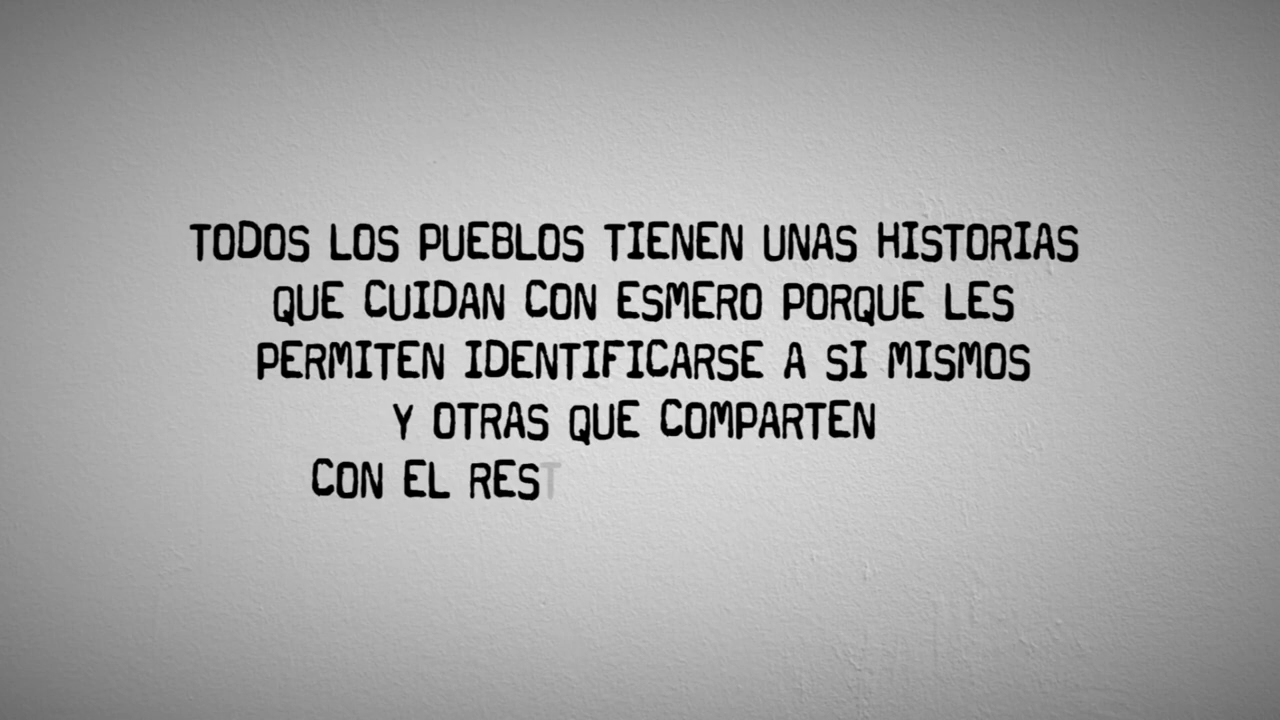 TODOS LOS PUEBLOS TIENEN UNAS HISTORIAS
QUE CUIDAN CON ESMERO PORQUE LES
PERMITEN IDENTIFICARSE A SI MISMOS
Y OTRAS QUE COMPARTEN
CON EL REST